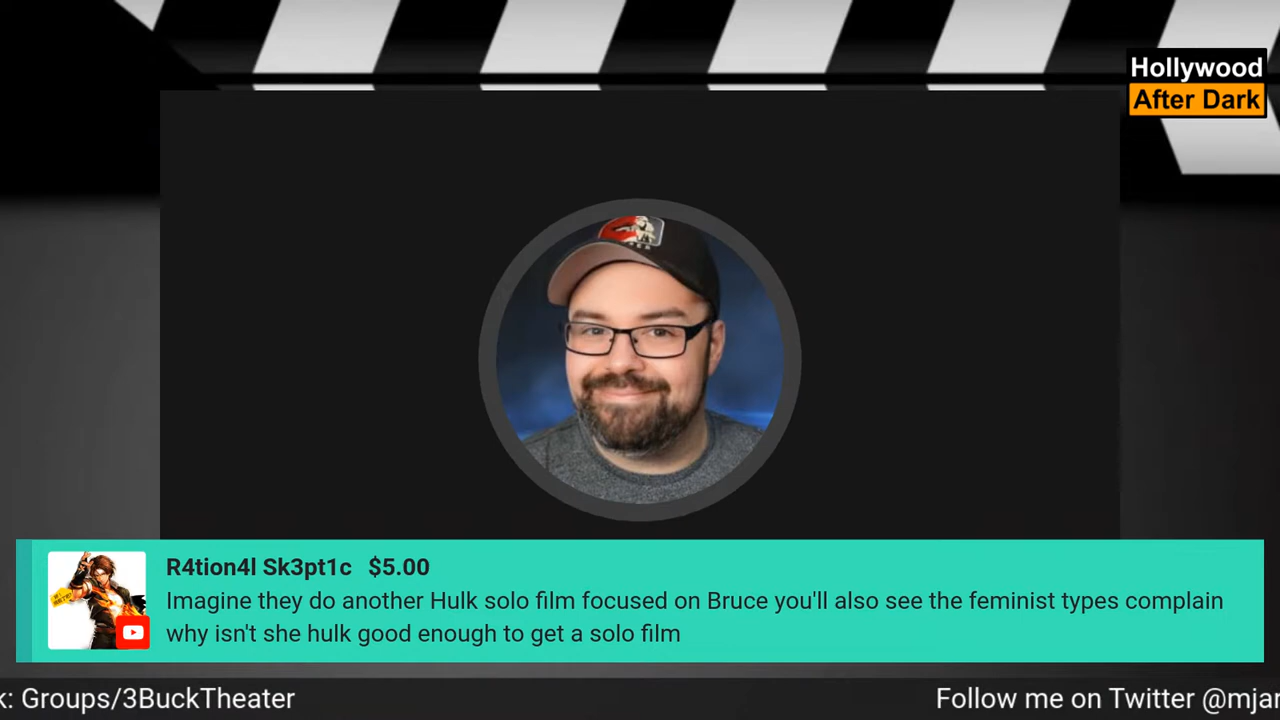 Hollywood
After Dark
R4tion4l Sk3pt1c $5.00
Imagine they do another Hulk solo film focused on Bruce you'll also see the feminist types complain
why isn't she hulk good enough to get a solo film
k: Groups/3BuckTheater
Follow me on Twitter @mjar